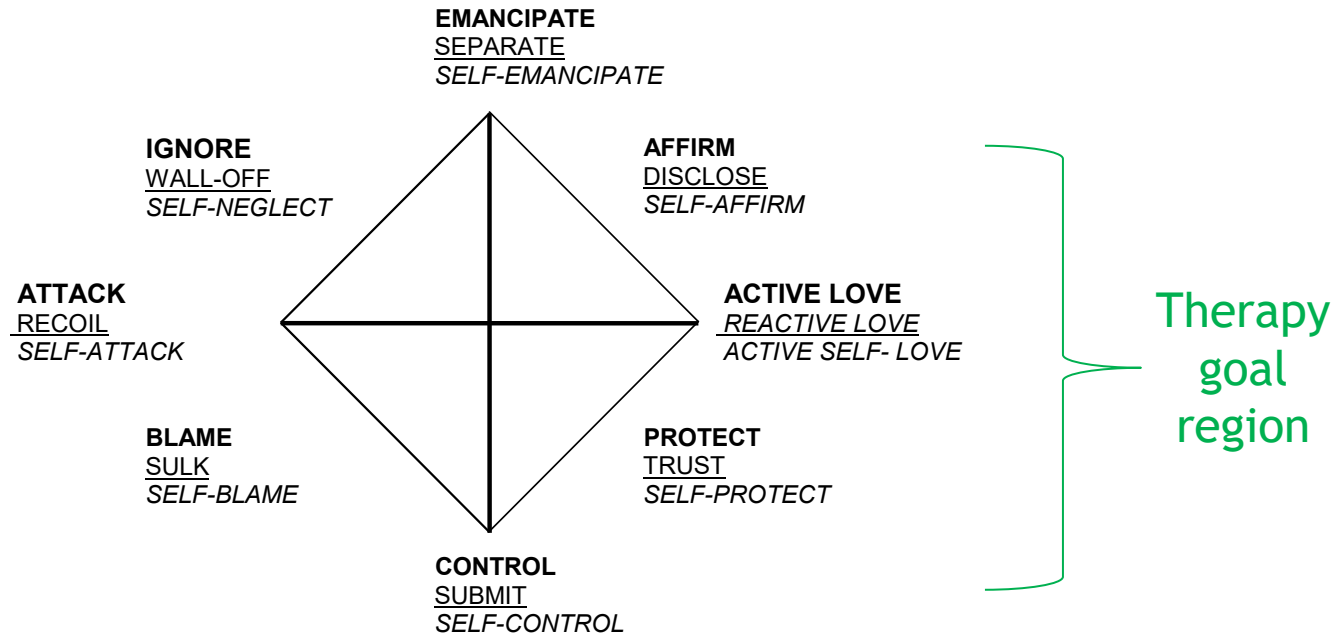 EMANCIPATE
SEPARATE
SELF-EMANCIPATE
IGNORE
WALL-OFF
SELF-NEGLECT
AFFIRM
DISCLOSE
SELF-AFFIRM
ATTACK
RECOIL
SELF-ATTACK
ACTIVE LOVE
REACTIVE LOVE
ACTIVE SELF- LOVE
BLAME
SULK
SELF-BLAME
PROTECT
TRUST
SELF-PROTECT
CONTROL
SUBMIT
SELF-CONTROL
Therapy
goal
region